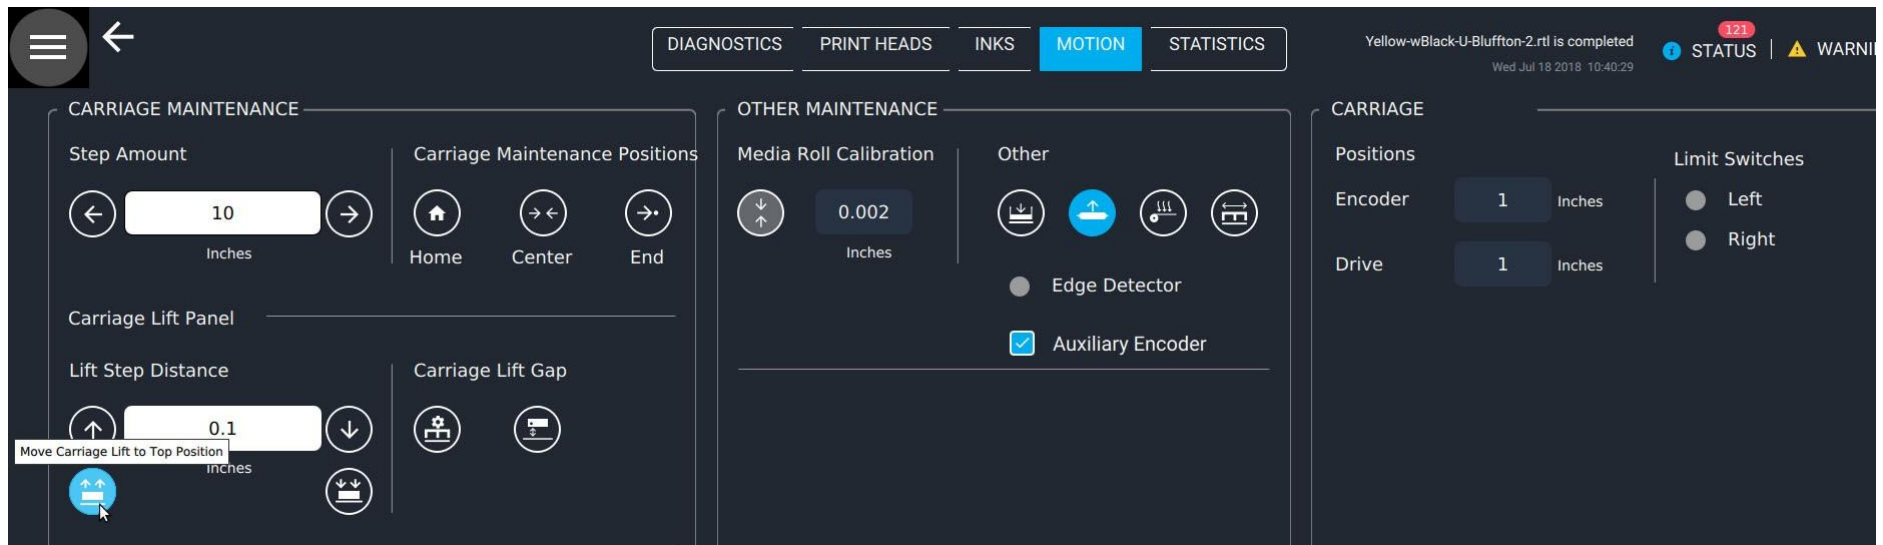 DIAGNOSTICS PRINT HEADS INKS MOTION STATISTICS
Yellow-wBlack-U-Bluffton-2.rtl is completed
Wed Jul 18 2018 10:40:29
121
STATUS
CARRIAGE MAINTENANCE
Step Amount
10
Inches
Carriage Maintenance Positions
Home Center End
Carriage Lift Panel
Lift Step Distance
0.1
Inches
Move Carriage Lift to Top Position
Carriage Lift Gap
OTHER MAINTENANCE
Media Roll Calibration
0.002
Inches
Other
Edge Detector
Auxiliary Encoder
CARRIAGE
Positions
Encoder 1 Inches
Drive 1 Inches
Limit Switches
Left
Right